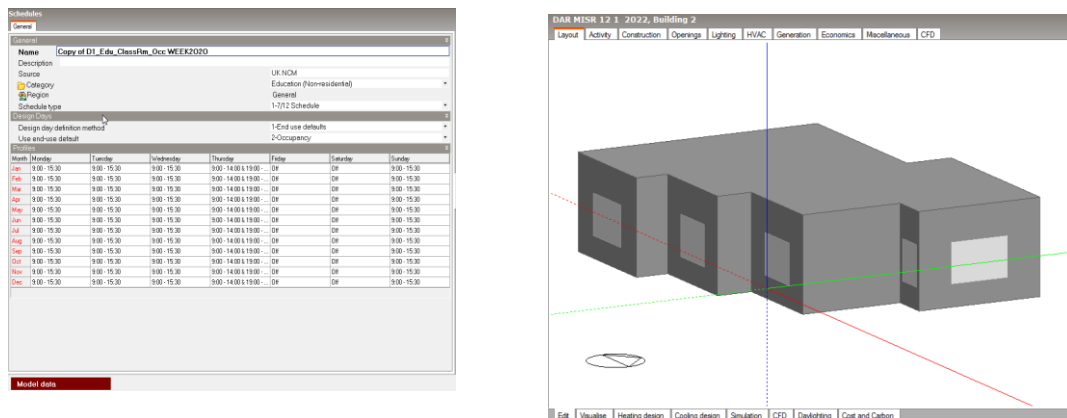 Schedules
General
General
Name Copy of D1_Edu_ClassRm_Occ WEEK2020
Description
Source UK NCM
Category Education (Non-residential)
Region General
Schedule type 1-7/12 Schedule
Design Days
Design day definition method 1-End use defaults
Use end-use default 2-Occupancy
Profiles
Month Monday Tuesday Wednesday Thursday Friday Saturday Sunday
Jan 9:00 - 15:30 9:00 - 15:30 9:00 - 15:30 9:00 - 14:00 & 19:00 - ... Off Off 9:00 - 15:30
Feb 9:00 - 15:30 9:00 - 15:30 9:00 - 15:30 9:00 - 14:00 & 19:00 - ... Off Off 9:00 - 15:30
Mar 9:00 - 15:30 9:00 - 15:30 9:00 - 15:30 9:00 - 14:00 & 19:00 - ... Off Off 9:00 - 15:30
Apr 9:00 - 15:30 9:00 - 15:30 9:00 - 15:30 9:00 - 14:00 & 19:00 - ... Off Off 9:00 - 15:30
May 9:00 - 15:30 9:00 - 15:30 9:00 - 15:30 9:00 - 14:00 & 19:00 - ... Off Off 9:00 - 15:30
Jun 9:00 - 15:30 9:00 - 15:30 9:00 - 15:30 9:00 - 14:00 & 19:00 - ... Off Off 9:00 - 15:30
Jul 9:00 - 15:30 9:00 - 15:30 9:00 - 15:30 9:00 - 14:00 & 19:00 - ... Off Off 9:00 - 15:30
Aug 9:00 - 15:30 9:00 - 15:30 9:00 - 15:30 9:00 - 14:00 & 19:00 - ... Off Off 9:00 - 15:30
Sep 9:00 - 15:30 9:00 - 15:30 9:00 - 15:30 9:00 - 14:00 & 19:00 - ... Off Off 9:00 - 15:30
Oct 9:00 - 15:30 9:00 - 15:30 9:00 - 15:30 9:00 - 14:00 & 19:00 - ... Off Off 9:00 - 15:30
Nov 9:00 - 15:30 9:00 - 15:30 9:00 - 15:30 9:00 - 14:00 & 19:00 - ... Off Off 9:00 - 15:30
Dec 9:00 - 15:30 9:00 - 15:30 9:00 - 15:30 9:00 - 14:00 & 19:00 - ... Off Off 9:00 - 15:30
Model data
DAR MISR 12 1 2022, Building 2
Layout Activity Construction Openings Lighting HVAC Generation Economics Miscellaneous CFD
Edit Visualise Heating design Cooling design Simulation CFD Daylighting Cost and Carbon